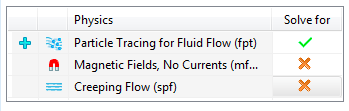 Physics Solve for
Particle Tracing for Fluid Flow (fpt)
Magnetic Fields, No Currents (mf...
Creeping Flow (spf)